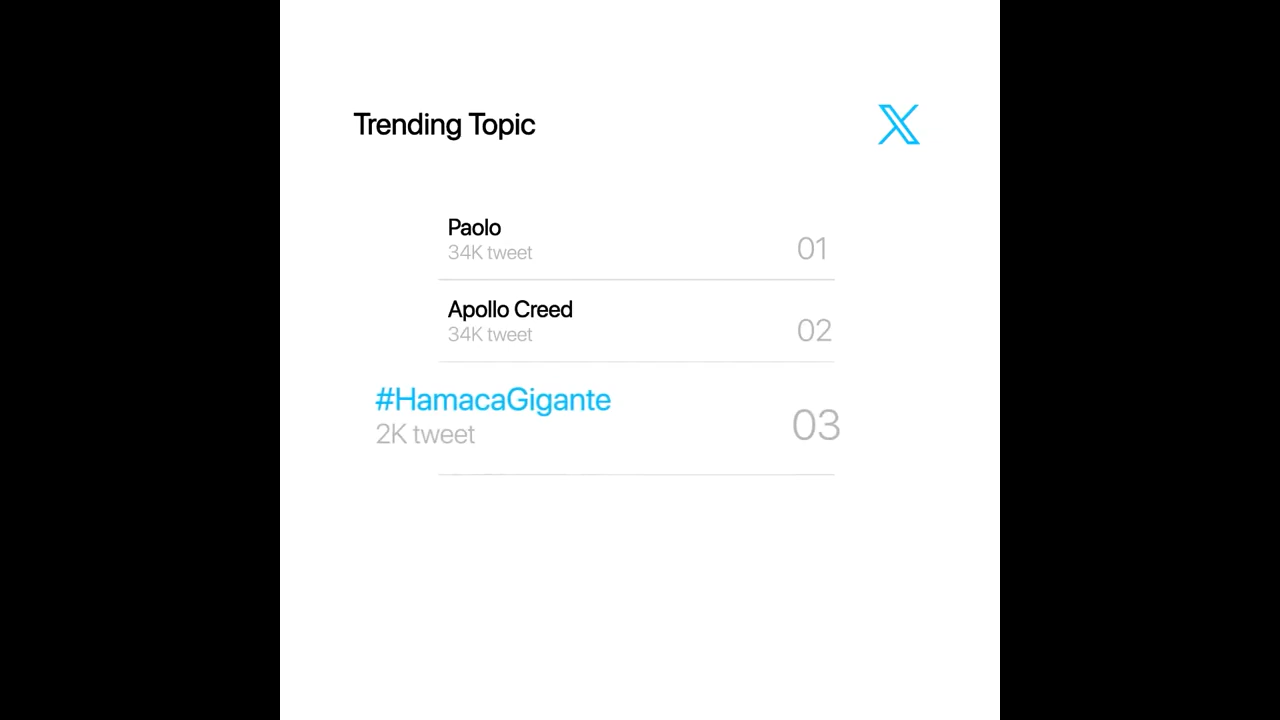 Trending Topic
Paolo
34K tweet
01
Apollo Creed
34K tweet
02
#HamacaGigante
2K tweet
03